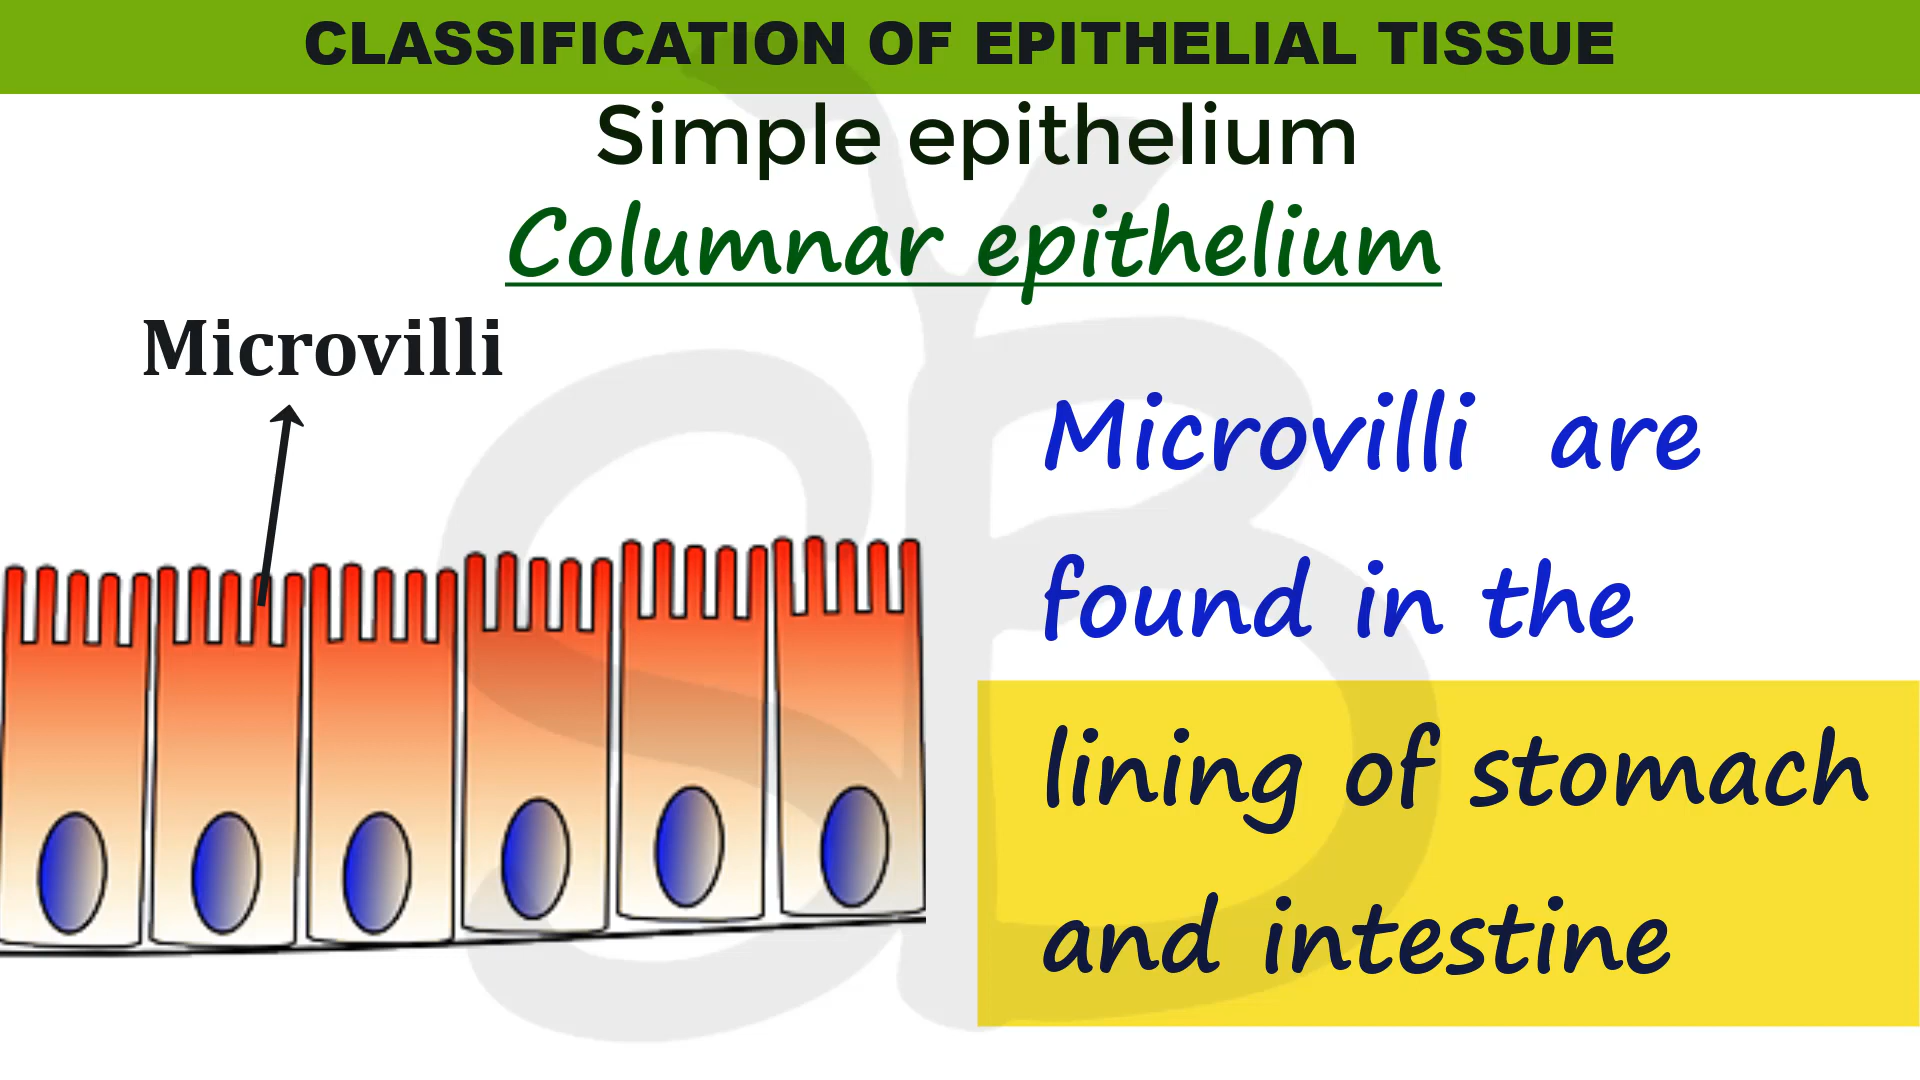 CLASSIFICATION OF EPITHELIAL TISSUE
Simple epithelium
Columnar epithelium
Microvilli
Microvilli are
found in the
lining of stomach
and intestine
SB